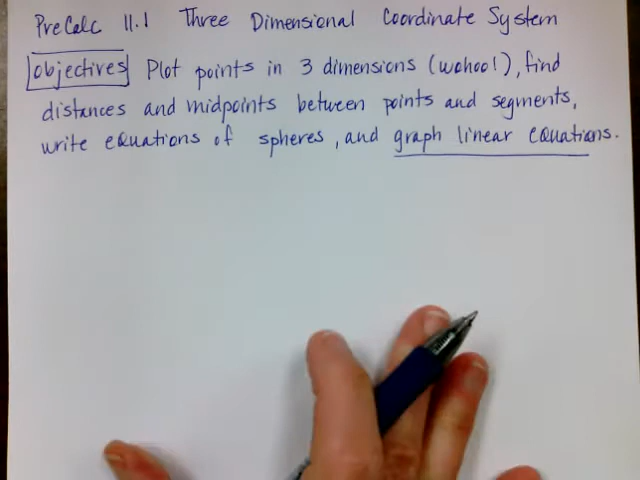 PreCalc 11.1 Three Dimensional Coordinate System
objectives Plot points in 3 dimensions (wohoo!), find
distances and midpoints between points and segments,
write equations of spheres, and graph linear equations.